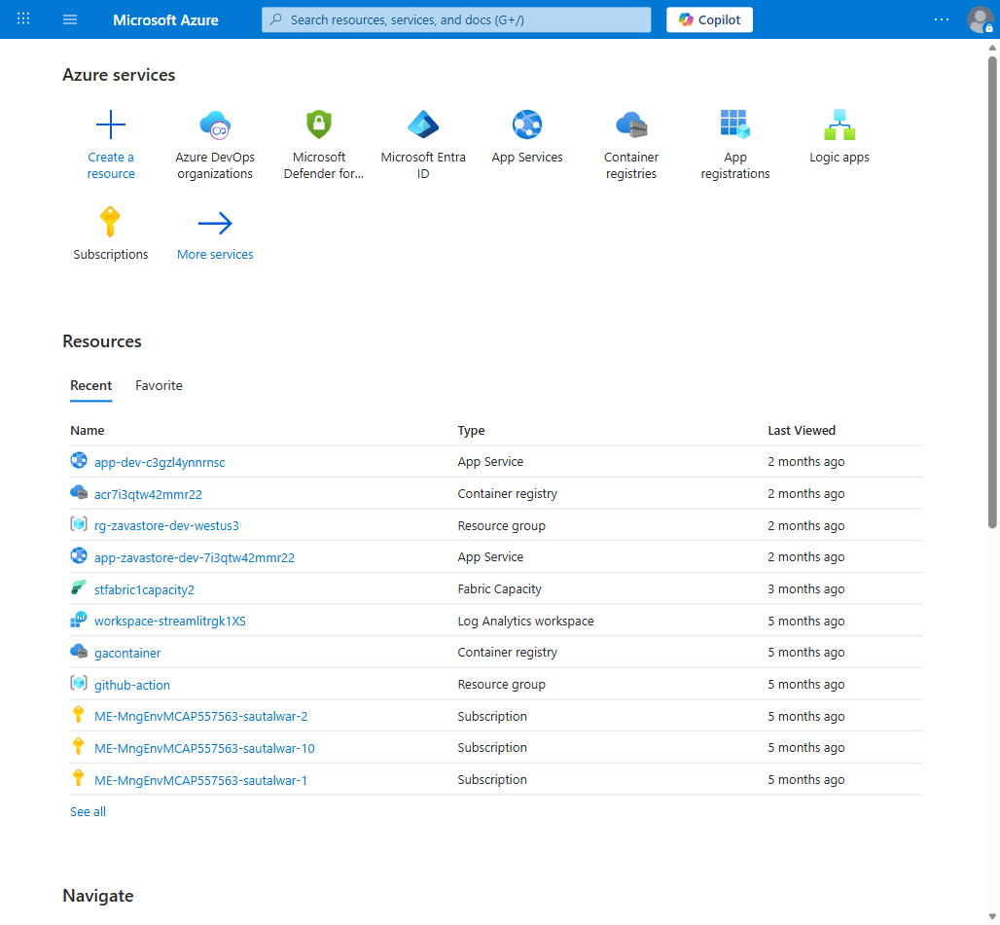 Microsoft Azure
Search resources, services, and docs (G+/)
Copilot
Azure services
Create a resource
Azure DevOps organizations
Microsoft Defender for...
Microsoft Entra ID
App Services
Container registries
App registrations
Logic apps
Subscriptions
More services
Resources
Recent Favorite
Name Type Last Viewed
app-dev-c3gzl4ynnrnsc App Service 2 months ago
acr7i3qtw42mmr22 Container registry 2 months ago
rg-zavastore-dev-westus3 Resource group 2 months ago
app-zavastore-dev-7i3qtw42mmr22 App Service 2 months ago
stfabric1capacity2 Fabric Capacity 3 months ago
workspace-streamlitrgk1XS Log Analytics workspace 5 months ago
gacontainer Container registry 5 months ago
github-action Resource group 5 months ago
ME-MngEnvMCAP557563-sautalwar-2 Subscription 5 months ago
ME-MngEnvMCAP557563-sautalwar-10 Subscription 5 months ago
ME-MngEnvMCAP557563-sautalwar-1 Subscription 5 months ago
See all
Navigate